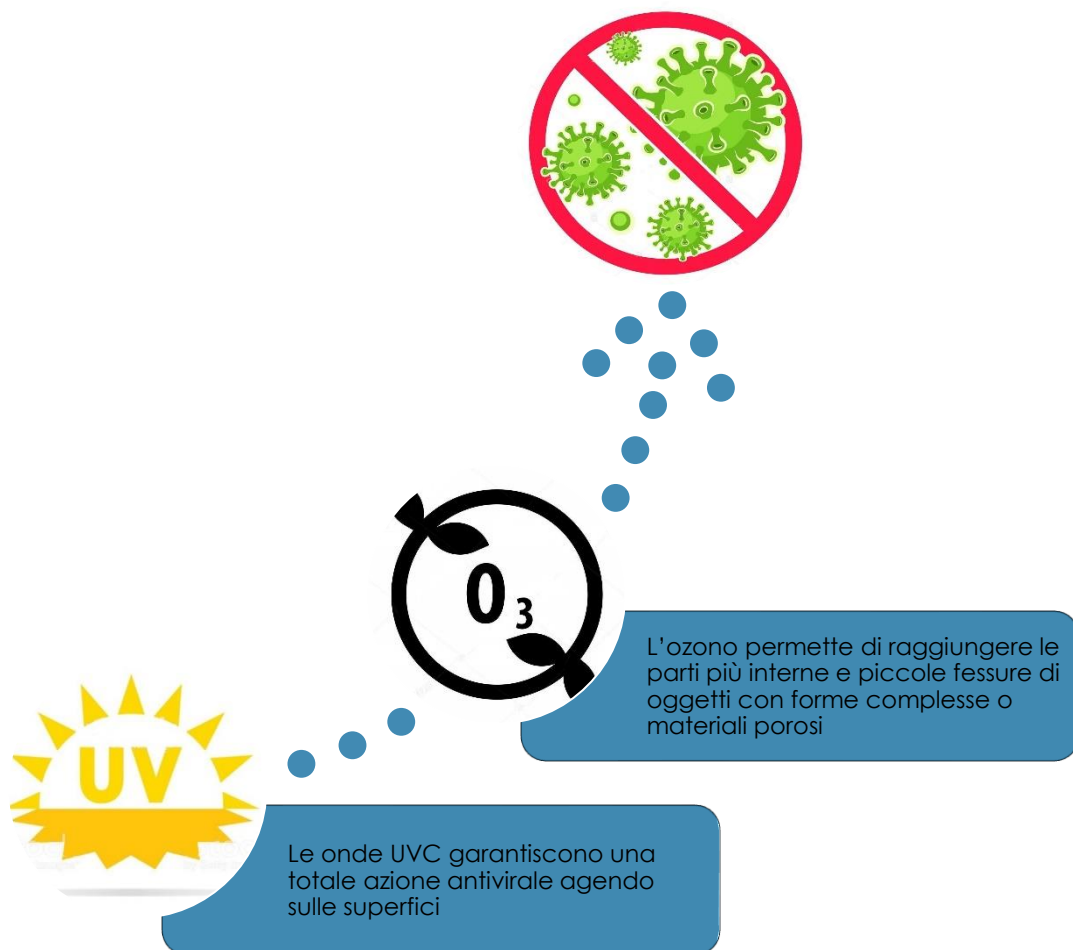 O3
L’ozono permette di raggiungere le
parti più interne e piccole fessure di
oggetti con forme complesse o
materiali porosi
UV
Le onde UVC garantiscono una
totale azione antivirale agendo
sulle superfici